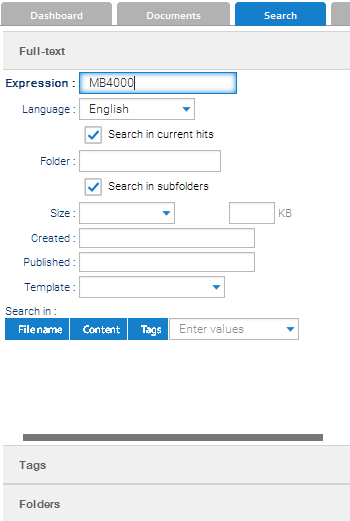 Dashboard Documents Search
Full-text
Expression : MB4000
Language : English
Search in current hits
Folder :
Search in subfolders
Size : KB
Created :
Published :
Template :
Search in :
Filename Content Tags Enter values
Tags
Folders